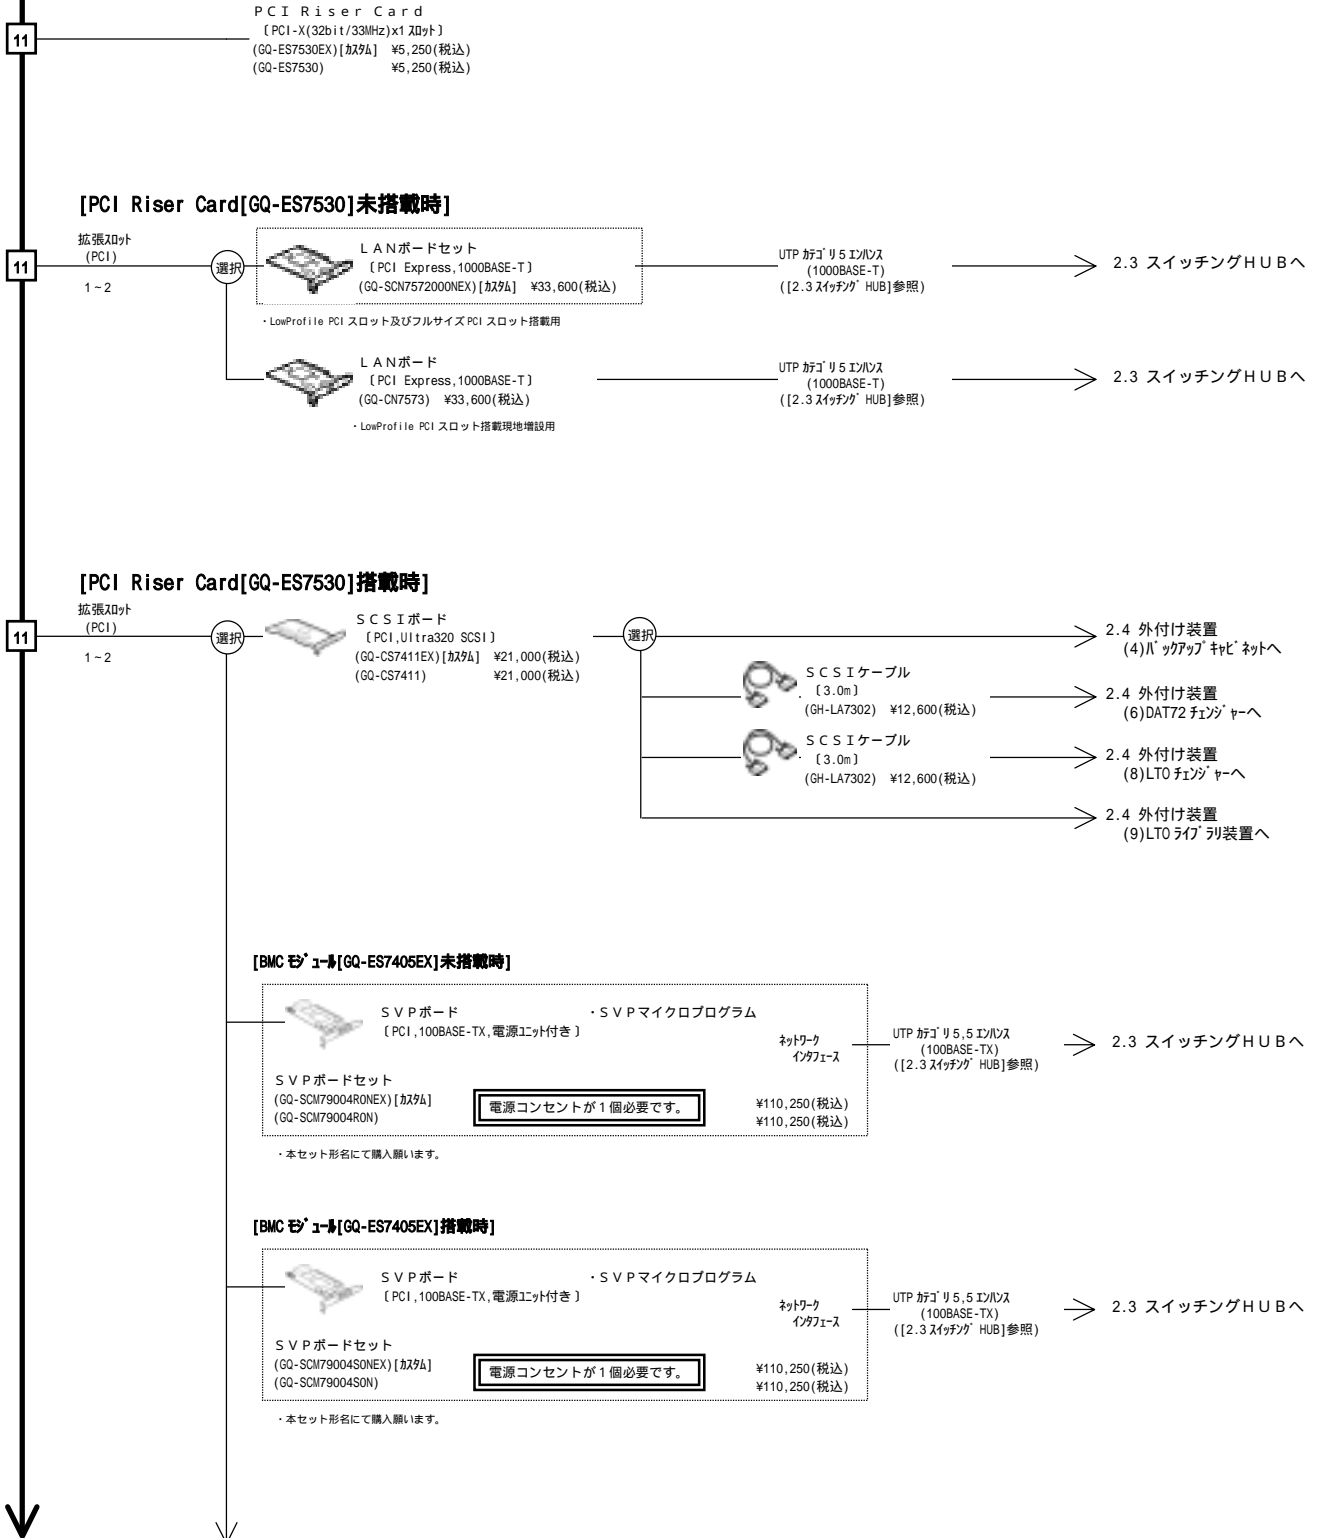 PCI Riser Card
〔PCI-X(32bit/33MHz)x1ｽﾛｯﾄ〕
(GQ-ES7530EX)[ｶｽﾀﾑ] ¥5,250(税込)
(GQ-ES7530) ¥5,250(税込)
11
[PCI Riser Card[GQ-ES7530]未搭載時]
11
拡張ｽﾛｯﾄ
(PCI)
1~2
選択
ＬＡＮボードセット
〔PCI Express,1000BASE-T〕
(GQ-SCN7572000NEX)[ｶｽﾀﾑ] ¥33,600(税込)
UTP ｶﾃｺﾞﾘ5 ｴﾝﾊﾝｽ
(1000BASE-T)
([2.3 ｽｲｯﾁﾝｸﾞ HUB]参照)
2.3 スイッチングＨＵＢへ
・LowProfile PCI スロット及びフルサイズ PCI スロット搭載用
ＬＡＮボード
〔PCI Express,1000BASE-T〕
(GQ-CN7573) ¥33,600(税込)
UTP ｶﾃｺﾞﾘ5 ｴﾝﾊﾝｽ
(1000BASE-T)
([2.3 ｽｲｯﾁﾝｸﾞ HUB]参照)
2.3 スイッチングＨＵＢへ
・LowProfile PCI スロット搭載現地増設用
[PCI Riser Card[GQ-ES7530]搭載時]
11
拡張ｽﾛｯﾄ
(PCI)
1~2
選択
ＳＣＳＩボード
〔PCI,Ultra320 SCSI〕
(GQ-CS7411EX)[ｶｽﾀﾑ] ¥21,000(税込)
(GQ-CS7411) ¥21,000(税込)
選択
2.4 外付け装置
(4)ﾊﾞｯｸｱｯﾌﾟｷｬﾋﾞﾈｯﾄへ
ＳＣＳＩケーブル
〔3.0m〕
(GH-LA7302) ¥12,600(税込)
2.4 外付け装置
(6)DAT72 ﾁｪﾝｼﾞｬｰへ
ＳＣＳＩケーブル
〔3.0m〕
(GH-LA7302) ¥12,600(税込)
2.4 外付け装置
(8)LTO ﾁｪﾝｼﾞｬｰへ
2.4 外付け装置
(9)LTO ﾗｲﾌﾞﾗﾘ装置へ
[BMC ﾓｼﾞｭｰﾙ[GQ-ES7405EX]未搭載時]
ＳＶＰボード ・ＳＶＰマイクロプログラム
〔PCI,100BASE-TX,電源ﾕﾆｯﾄ付き〕
ﾈｯﾄﾜｰｸ
ｲﾝﾀﾌｪｰｽ
UTP ｶﾃｺﾞﾘ5,5 ｴﾝﾊﾝｽ
(100BASE-TX)
([2.3 ｽｲｯﾁﾝｸﾞ HUB]参照)
2.3 スイッチングＨＵＢへ
ＳＶＰボードセット
(GQ-SCM79004R0NEX)[ｶｽﾀﾑ] ¥110,250(税込)
(GQ-SCM79004R0N) ¥110,250(税込)
電源コンセントが１個必要です。
・本セット形名にて購入願います。
[BMC ﾓｼﾞｭｰﾙ[GQ-ES7405EX]搭載時]
ＳＶＰボード ・ＳＶＰマイクロプログラム
〔PCI,100BASE-TX,電源ﾕﾆｯﾄ付き〕
ﾈｯﾄﾜｰｸ
ｲﾝﾀﾌｪｰｽ
UTP ｶﾃｺﾞﾘ5,5 ｴﾝﾊﾝｽ
(100BASE-TX)
([2.3 ｽｲｯﾁﾝｸﾞ HUB]参照)
2.3 スイッチングＨＵＢへ
ＳＶＰボードセット
(GQ-SCM79004S0NEX)[ｶｽﾀﾑ] ¥110,250(税込)
(GQ-SCM79004S0N) ¥110,250(税込)
電源コンセントが１個必要です。
・本セット形名にて購入願います。